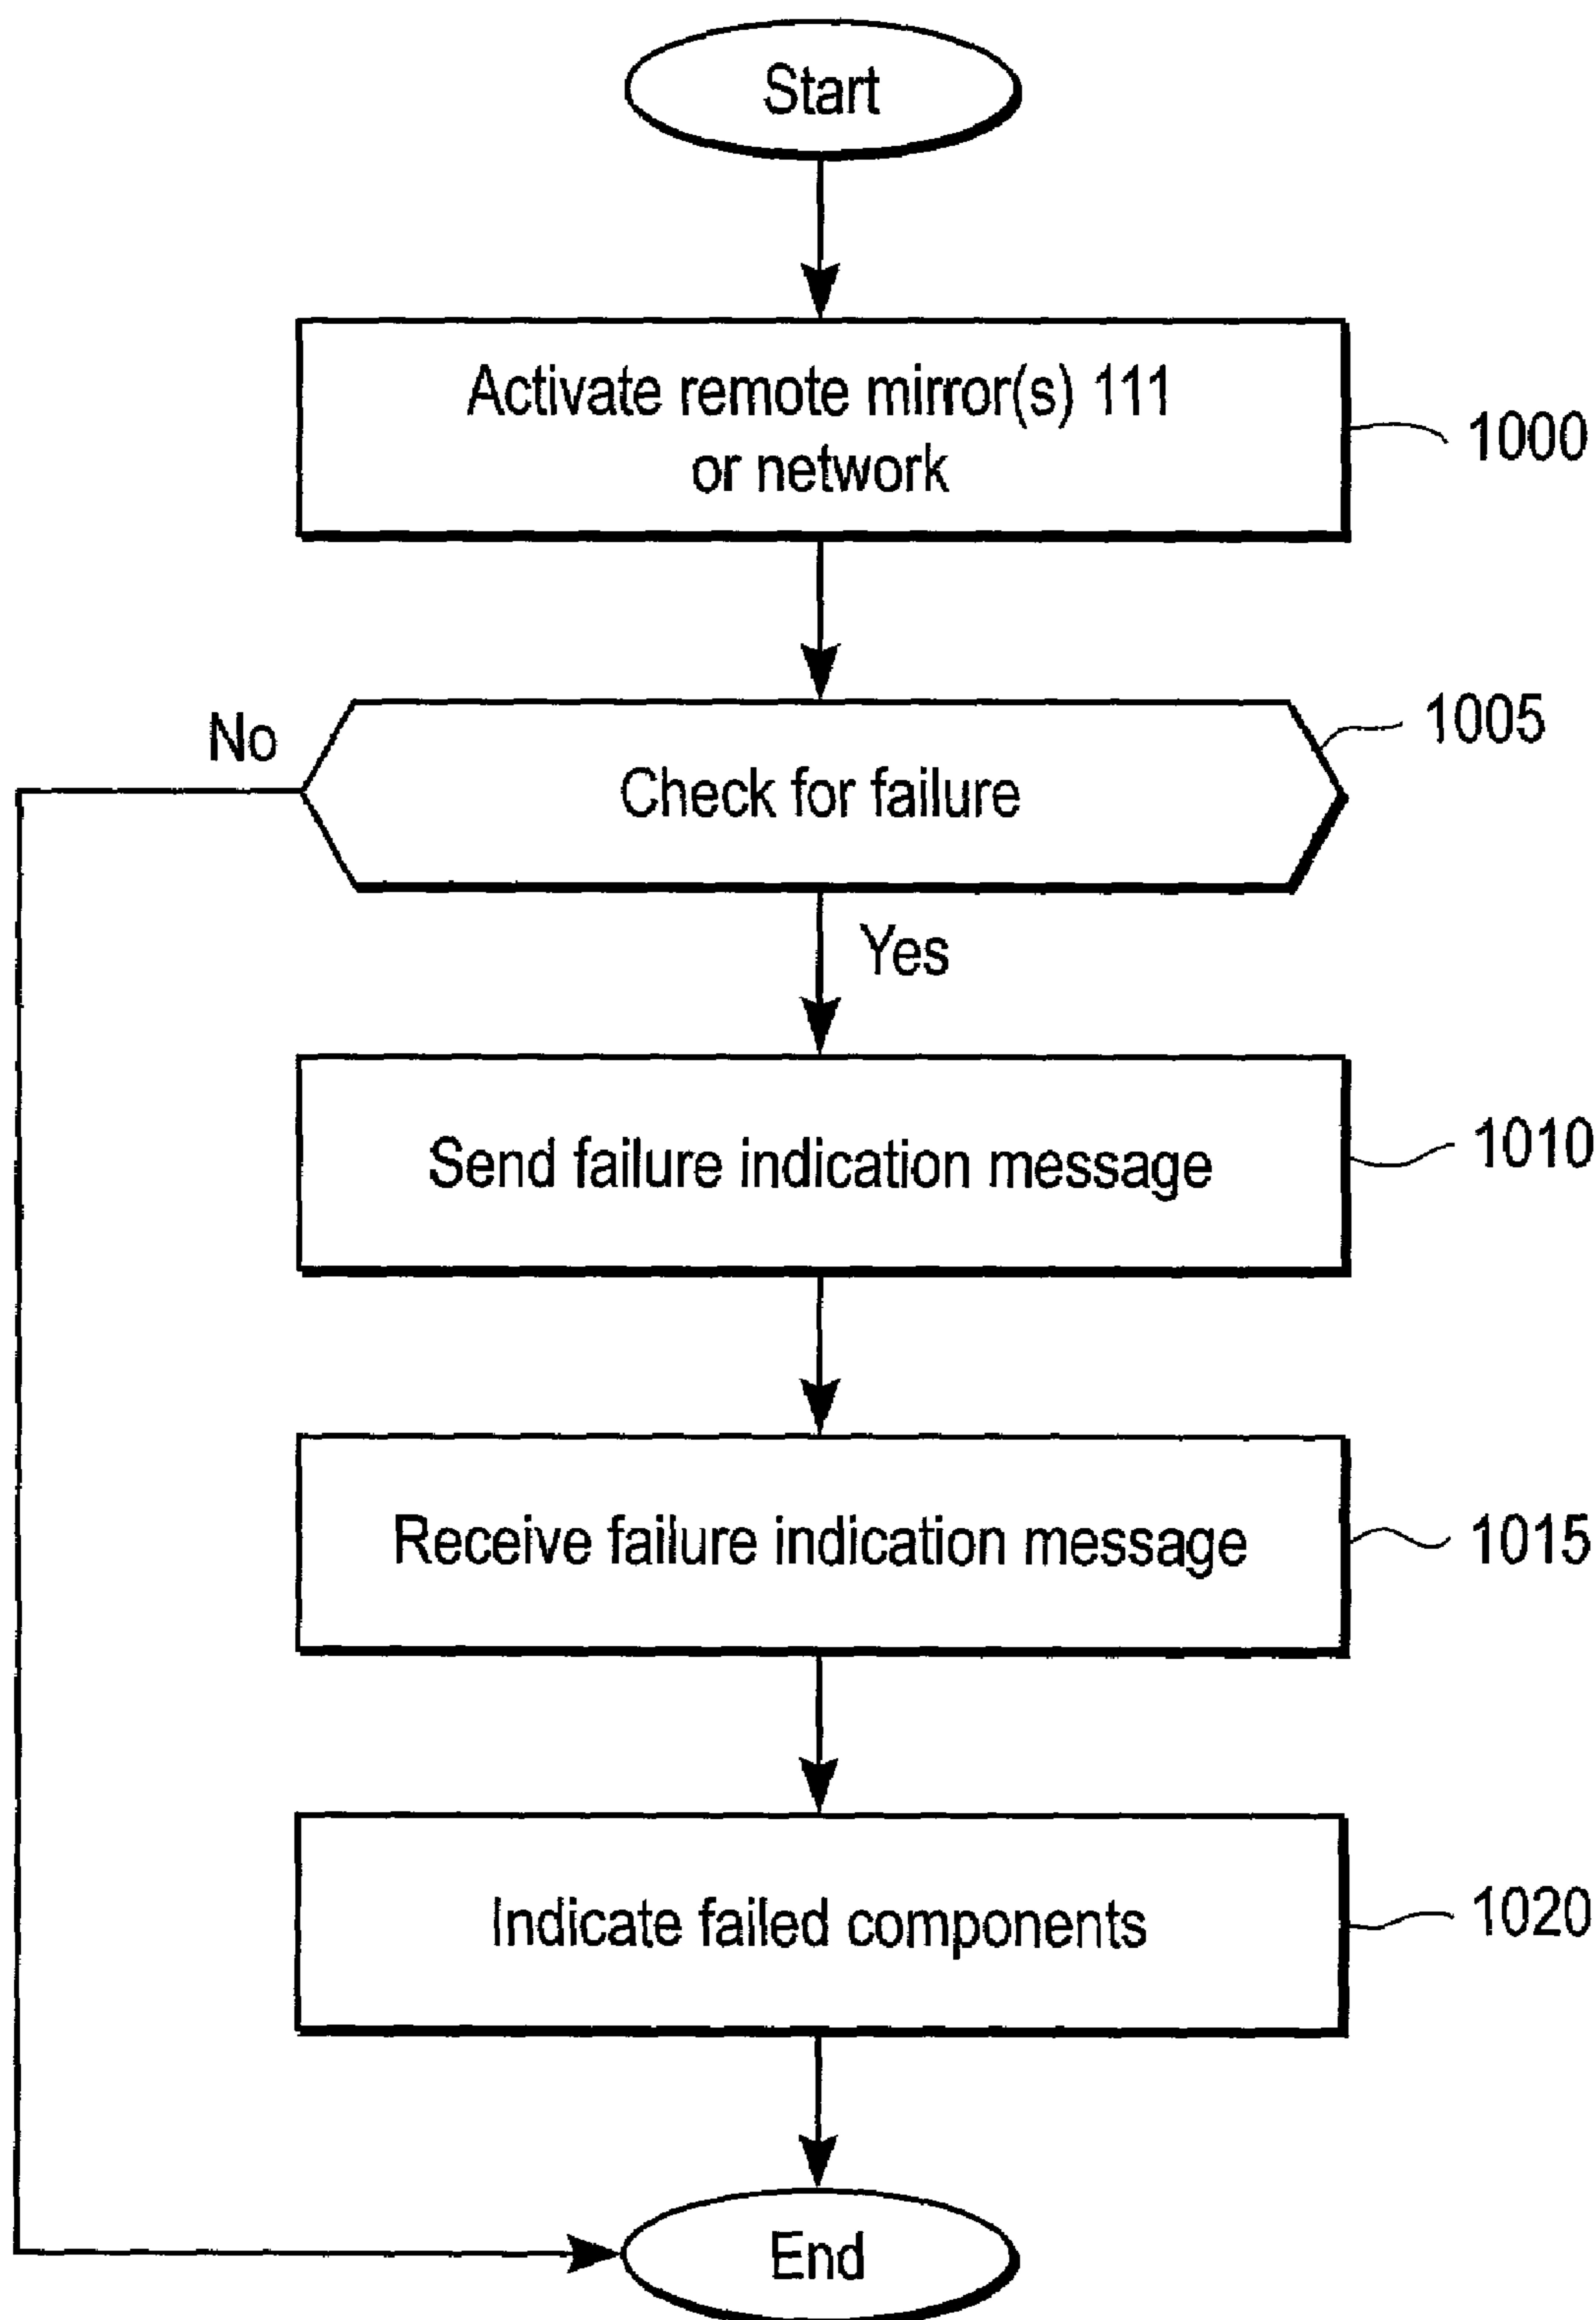 Start
Activate remote mirror(s) 111
or network
1000
No
1005
Check for failure
Yes
Send failure indication message
1010
Receive failure indication message
1015
Indicate failed components
1020
End